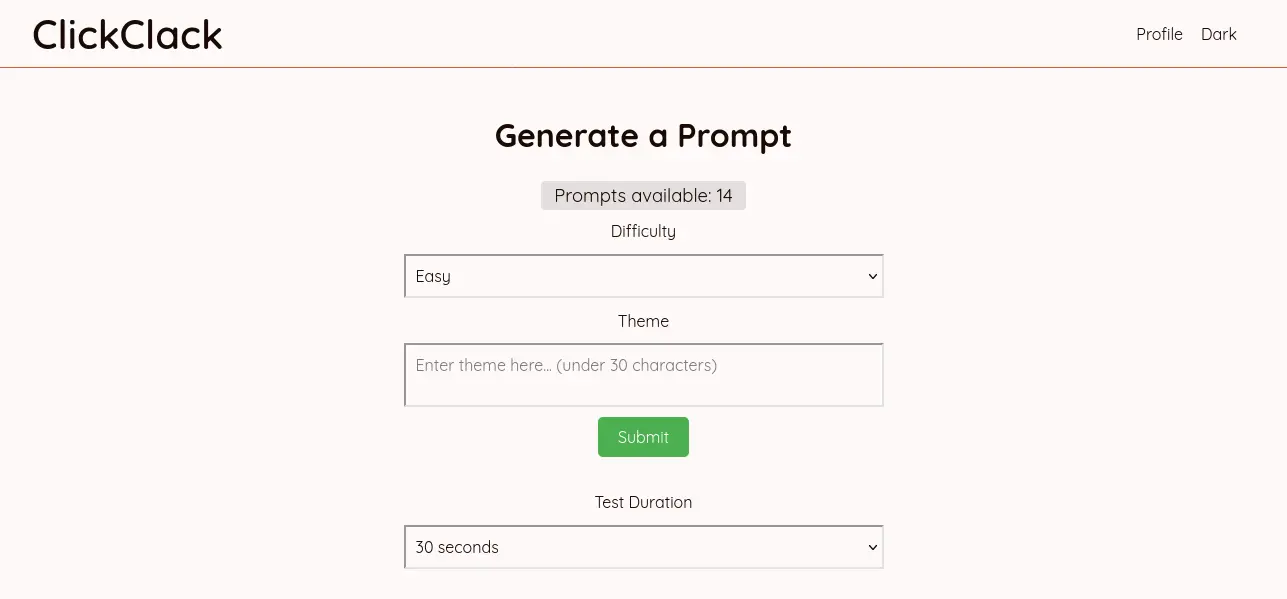 ClickClack
Profile Dark
Generate a Prompt
Prompts available: 14
Difficulty
Easy
Theme
Enter theme here... (under 30 characters)
Submit
Test Duration
30 seconds